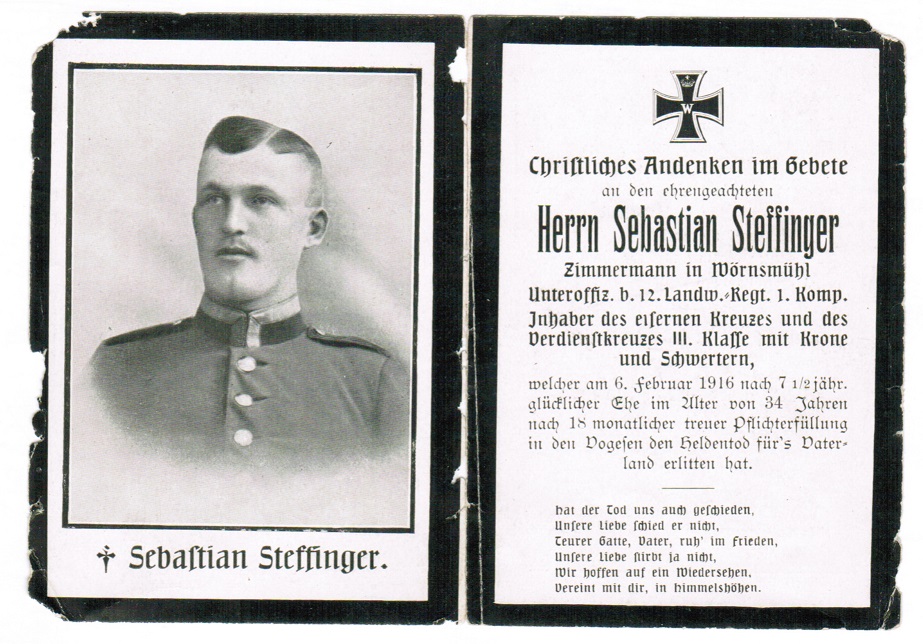 † Sebastian Steffinger.
W
Christliches Andenken im Gebete
an den ehrengeachteten
Herrn Sebastian Steffinger
Zimmermann in Wörnsmühl
Unteroffiz. b. 12. Landw.-Regt. 1. Komp.
Inhaber des eisernen Kreuzes und des
Verdienstkreuzes III. Klasse mit Krone
und Schwertern,
welcher am 6. Februar 1916 nach 7 1/2 jähr.
glücklicher Ehe im Alter von 34 Jahren
nach 18 monatlicher treuer Pflichterfüllung
in den Vogesen den Heldentod für's Vater-
land erlitten hat.
Hat der Tod uns auch geschieden,
Unsere Liebe schied er nicht,
Teurer Gatte, Vater, ruh' im Frieden,
Unsere Liebe stirbt ja nicht,
Wir hoffen auf ein Wiedersehen,
Vereint mit dir, in Himmelshöhen.